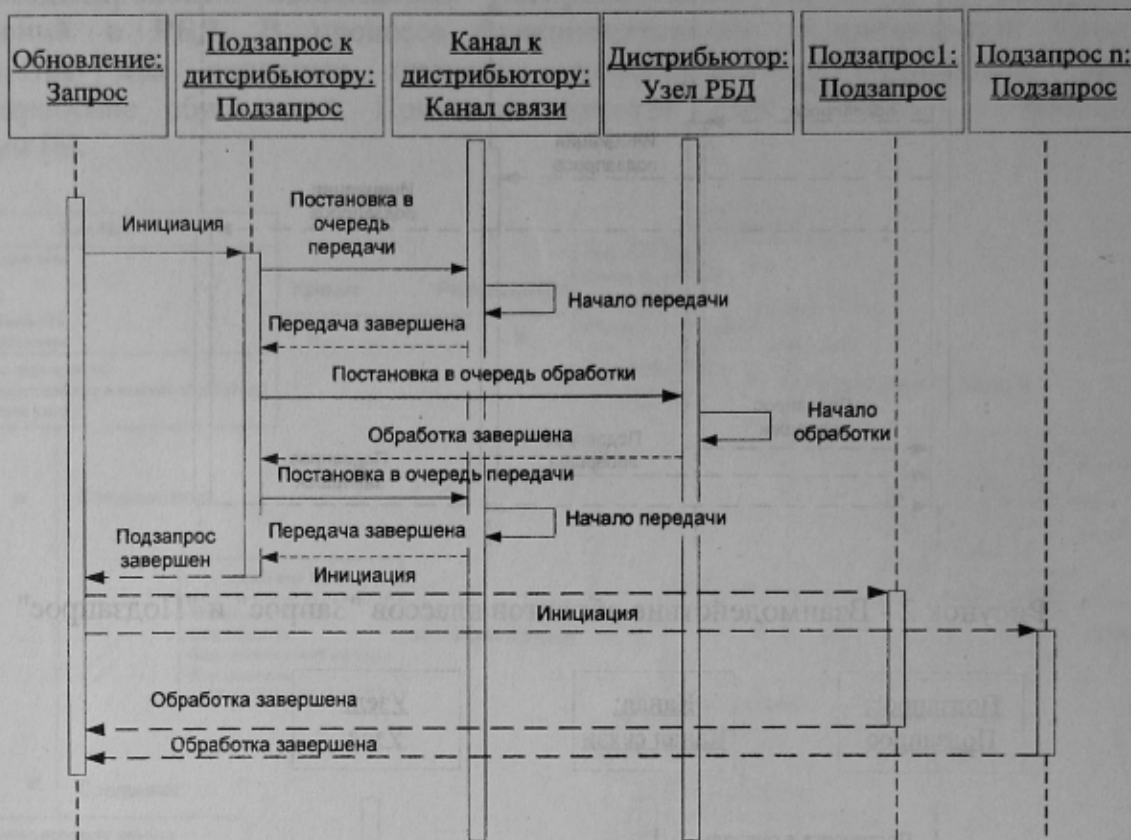 Обновление:
Запрос
Подзапрос к
дитсрибьютору:
Подзапрос
Канал к
дистрибьютору:
Канал связи
Дистрибьютор:
Узел РБД
Подзапрос1:
Подзапрос
Подзапрос n:
Подзапрос
Инициация
Постановка в
очередь
передачи
Начало передачи
Передача завершена
Постановка в очередь обработки
Начало
обработки
Обработка завершена
Постановка в очередь передачи
Начало передачи
Передача завершена
Подзапрос
завершен
Инициация
Инициация
Обработка завершена
Обработка завершена